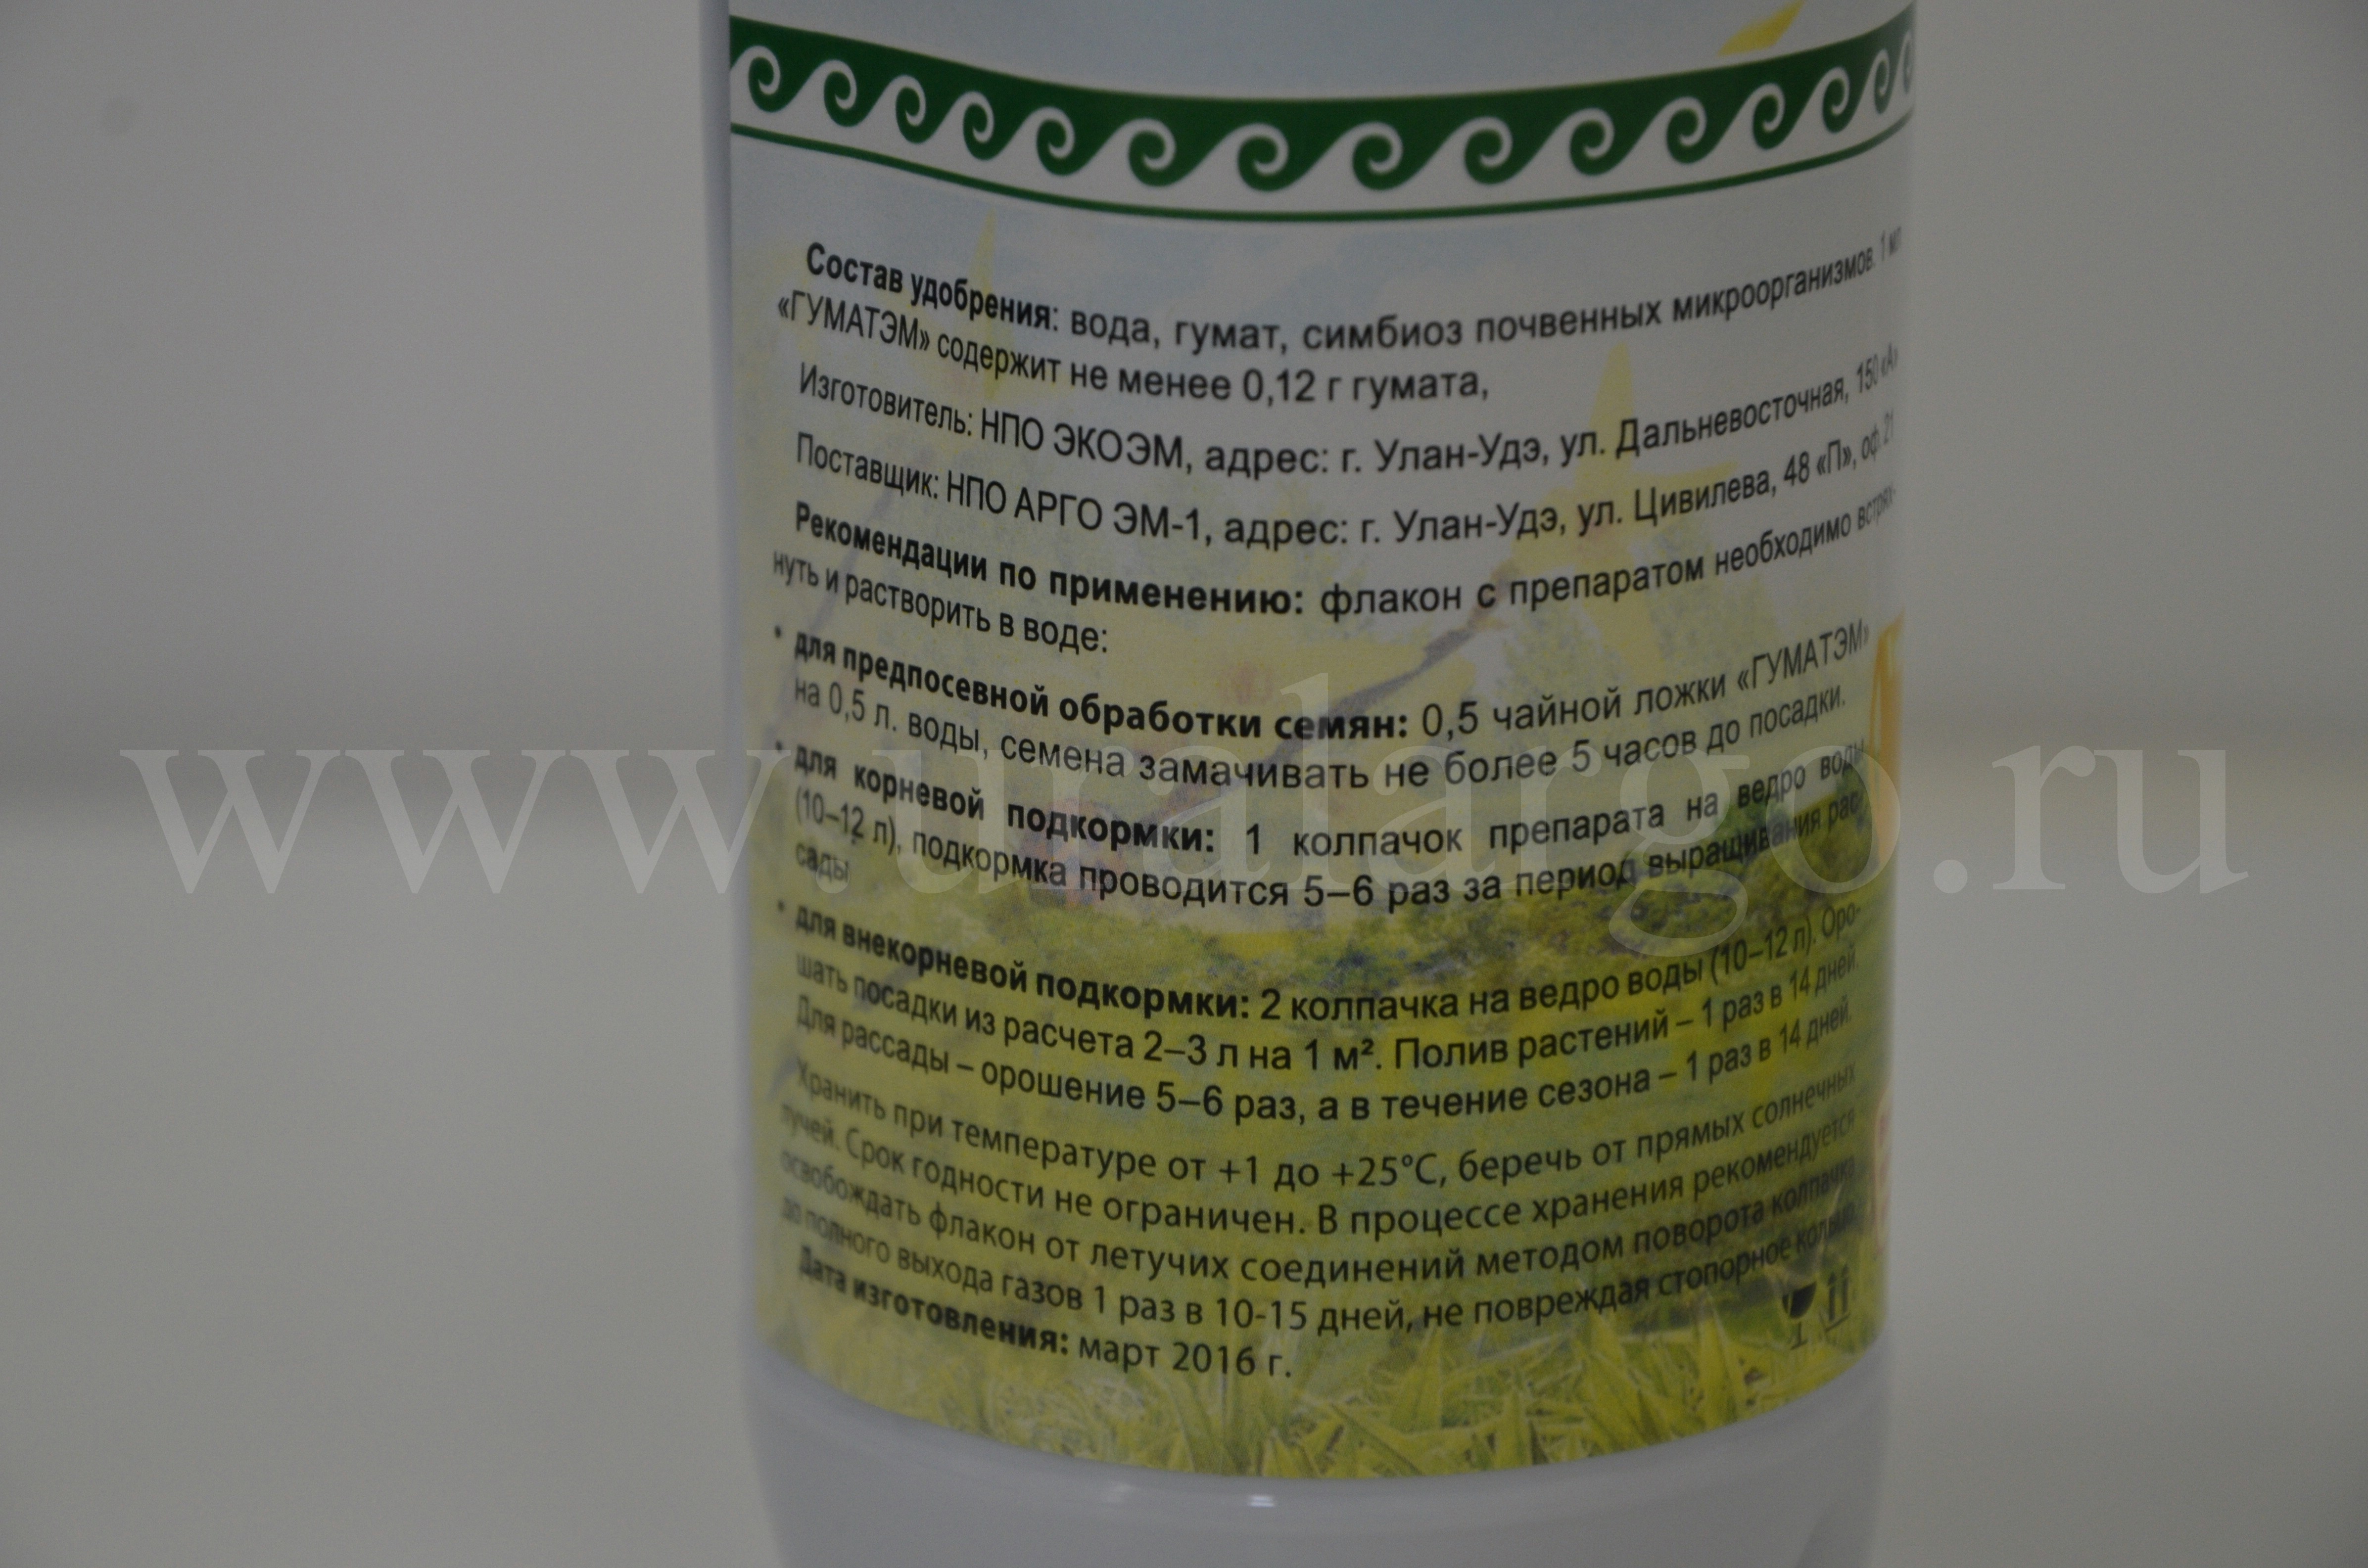 Состав удобрения: вода, гумат, симбиоз почвенных микроорганизмов. 1 мл
«ГУМАТЭМ» содержит не менее 0,12 г гумата,
Изготовитель: НПО ЭКОЭМ, адрес: г. Улан-Удэ, ул. Дальневосточная, 150 «А»
Поставщик: НПО АРГО ЭМ-1, адрес: г. Улан-Удэ, ул. Цивилева, 48 «П», оф. 21
Рекомендации по применению: флакон с препаратом необходимо встрях-
нуть и растворить в воде:
• для предпосевной обработки семян: 0,5 чайной ложки «ГУМАТЭМ»
на 0,5 л. воды, семена замачивать не более 5 часов до посадки.
• для корневой подкормки: 1 колпачок препарата на ведро воды
(10–12 л), подкормка проводится 5–6 раз за период выращивания рас-
сады
• для внекорневой подкормки: 2 колпачка на ведро воды (10–12 л). Оро-
шать посадки из расчета 2–3 л на 1 м². Полив растений – 1 раз в 14 дней.
Для рассады – орошение 5–6 раз, а в течение сезона – 1 раз в 14 дней.
Хранить при температуре от +1 до +25°С, беречь от прямых солнечных
лучей. Срок годности не ограничен. В процессе хранения рекомендуется
освобождать флакон от летучих соединений методом поворота колпачка
до полного выхода газов 1 раз в 10-15 дней, не повреждая стопорное кольцо
Дата изготовления: март 2016 г.
www.uralargo.ru